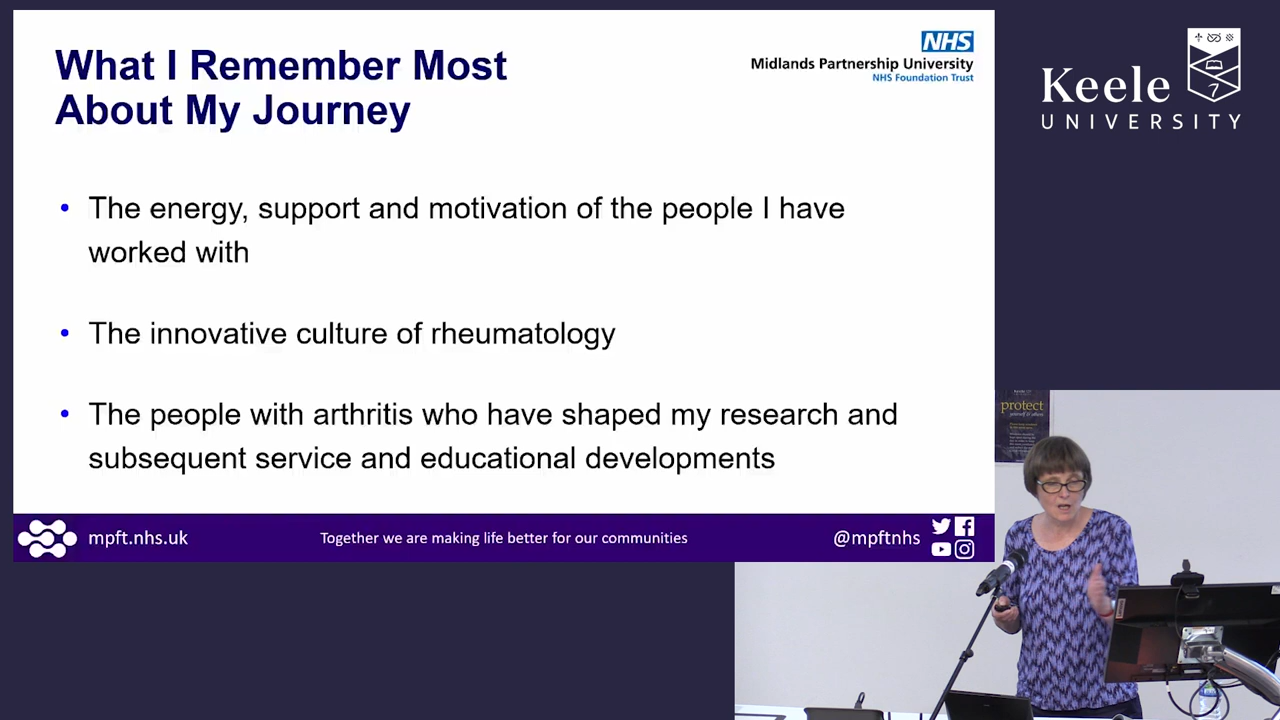 What I Remember Most
About My Journey
NHS
Midlands Partnership University
NHS Foundation Trust
Keele
UNIVERSITY
• The energy, support and motivation of the people I have
worked with
• The innovative culture of rheumatology
• The people with arthritis who have shaped my research and
subsequent service and educational developments
protect
mpft.nhs.uk
Together we are making life better for our communities
@mpftnhs